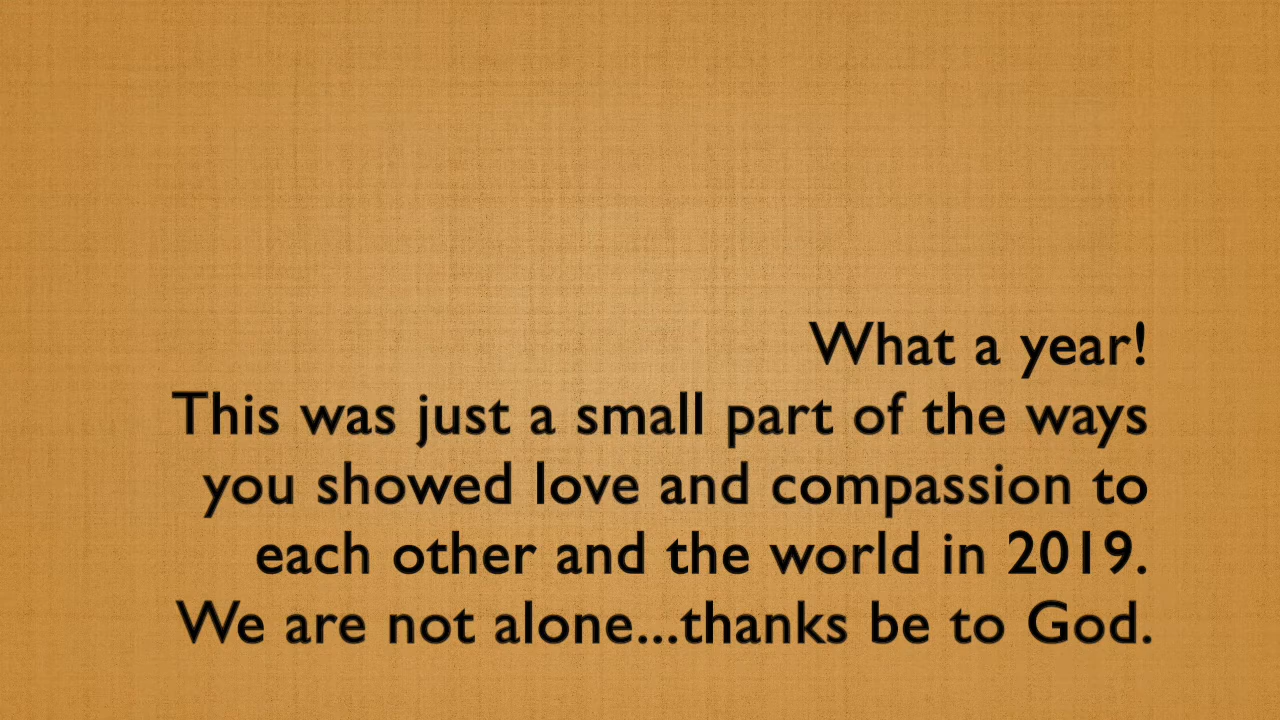 What a year!
This was just a small part of the ways
you showed love and compassion to
each other and the world in 2019.
We are not alone...thanks be to God.